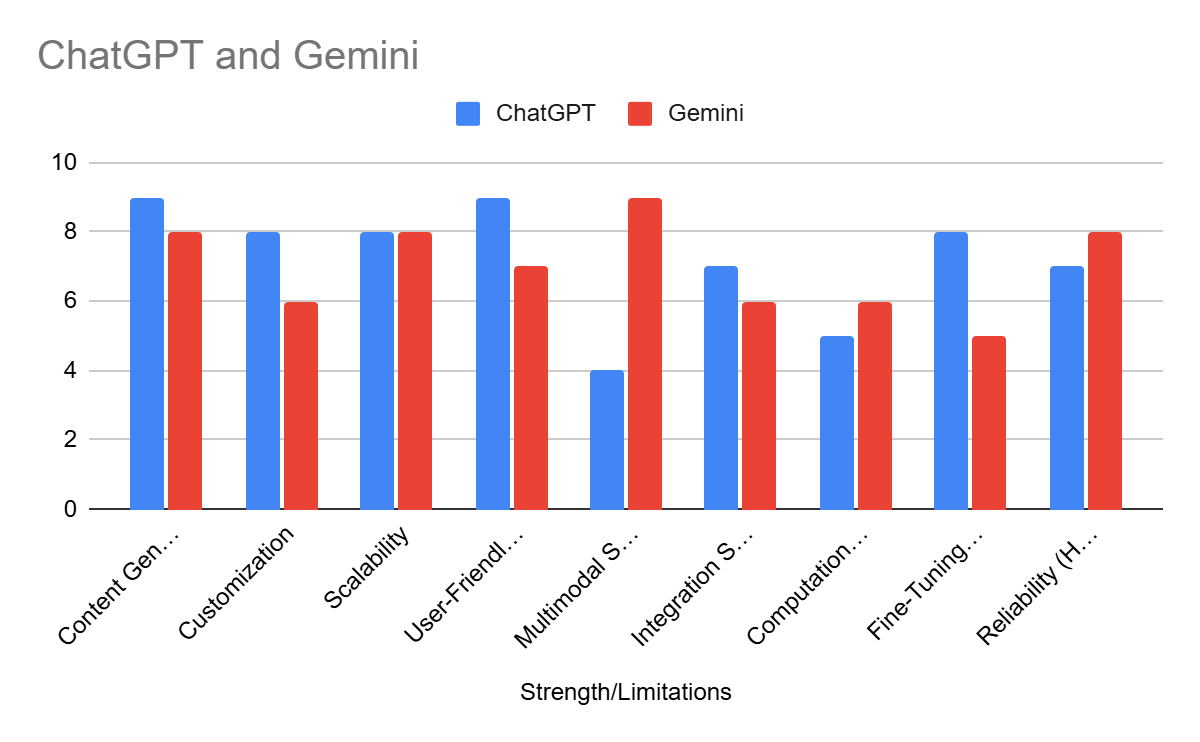 ChatGPT and Gemini
ChatGPT
Gemini
10
8
6
4
2
0
Content Gen…
Customization
Scalability
User-Friendl…
Multimodal S…
Integration S…
Computation…
Fine-Tuning…
Reliability (H…
Strength/Limitations